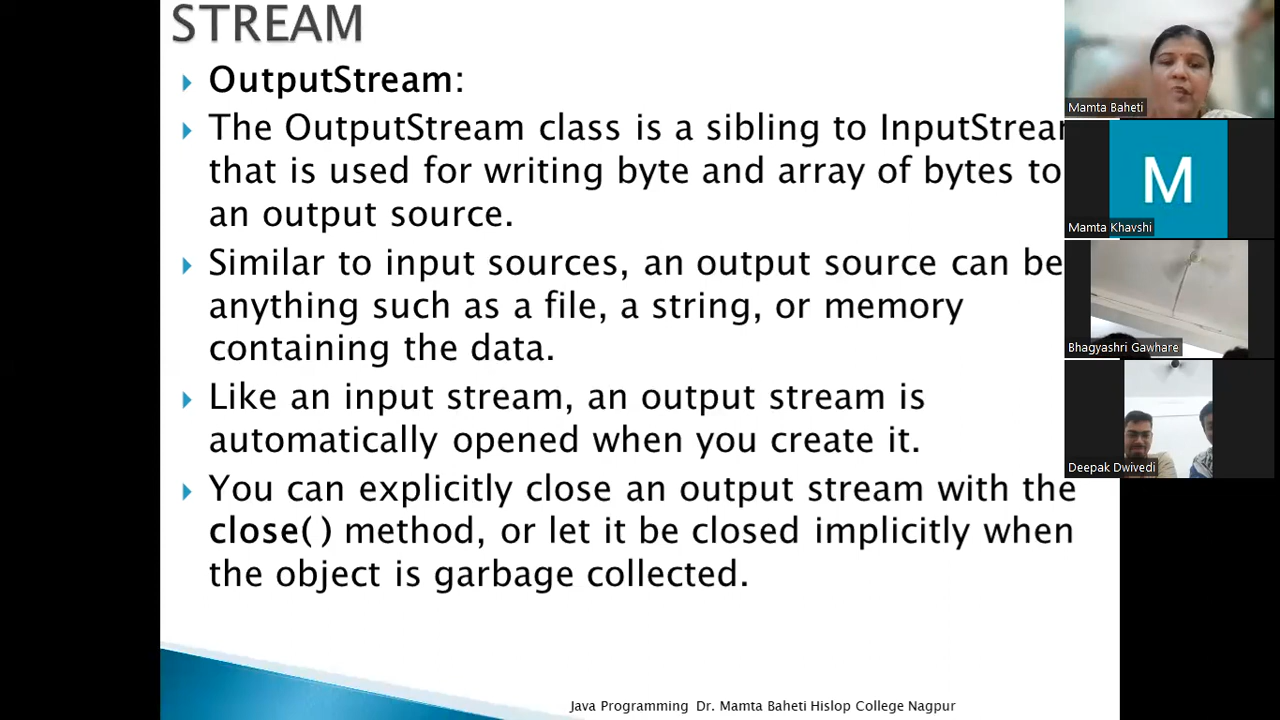 STREAM
OutputStream:
The OutputStream class is a sibling to InputStream
that is used for writing byte and array of bytes to
an output source.
Similar to input sources, an output source can be
anything such as a file, a string, or memory
containing the data.
Like an input stream, an output stream is
automatically opened when you create it.
You can explicitly close an output stream with the
close() method, or let it be closed implicitly when
the object is garbage collected.
Java Programming Dr. Mamta Baheti Hislop College Nagpur
Mamta Baheti
M
Mamta Khavshi
Bhagyashri Gawhare
Deepak Dwivedi